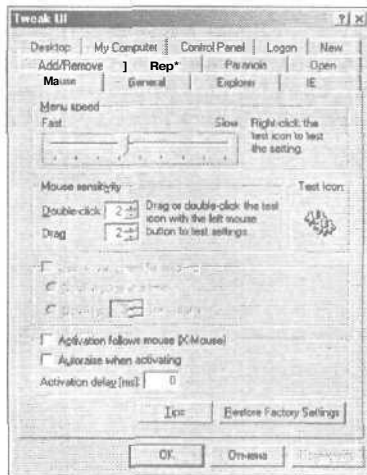 Tweak UI
Desktop My Computer Control Panel Logon New
Add/Remove ] Rep* Paranoia Open
Mause General Explorer IE
Menu speed
Fast Slow
Right-click the
test icon to test
the setting.
Mouse sensitivity Test Icon:
Double-click 2
Drag 2
Drag or double-click the test
icon with the left mouse
button to test settings.
Activation follows mouse (X-Mouse)
Autoraise when activating
Activation delay (ms): 0
Tips Restore Factory Settings
OK Отмена